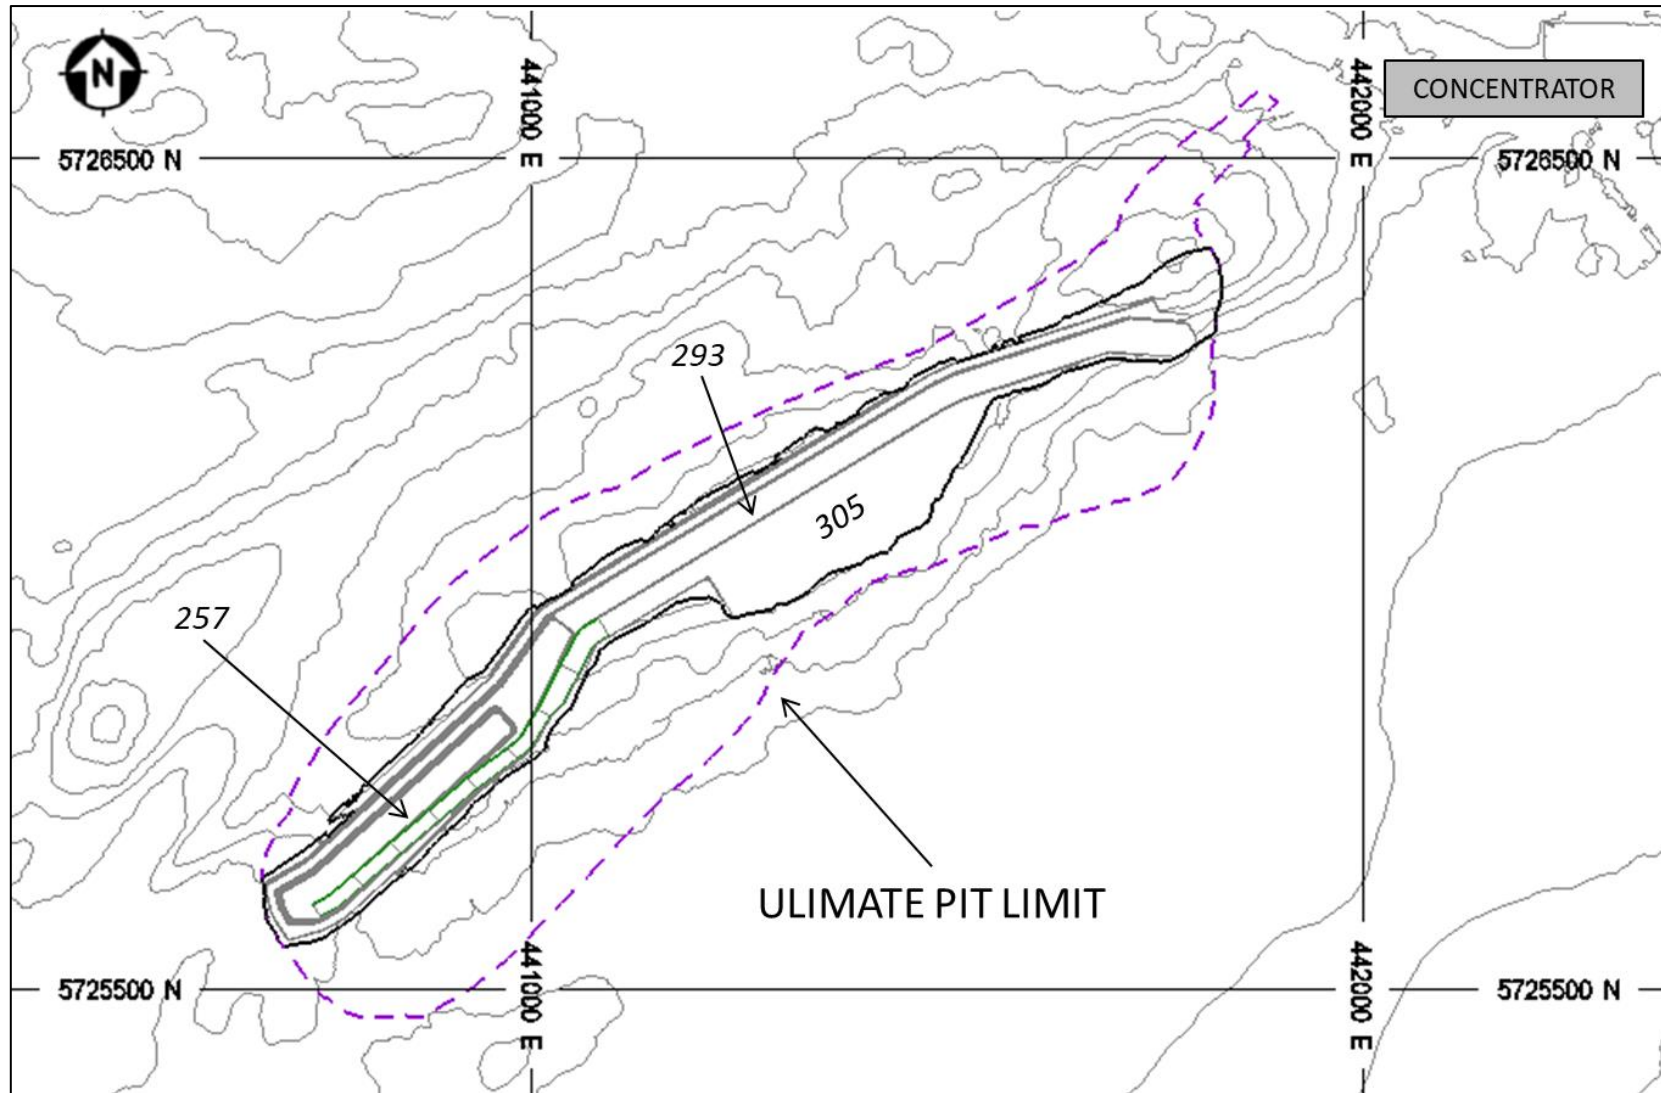 N
441000 E
442000 E
CONCENTRATOR
5726500 N
5726500 N
293
305
257
ULIMATE PIT LIMIT
5725500 N
441000 E
442000 E
5725500 N